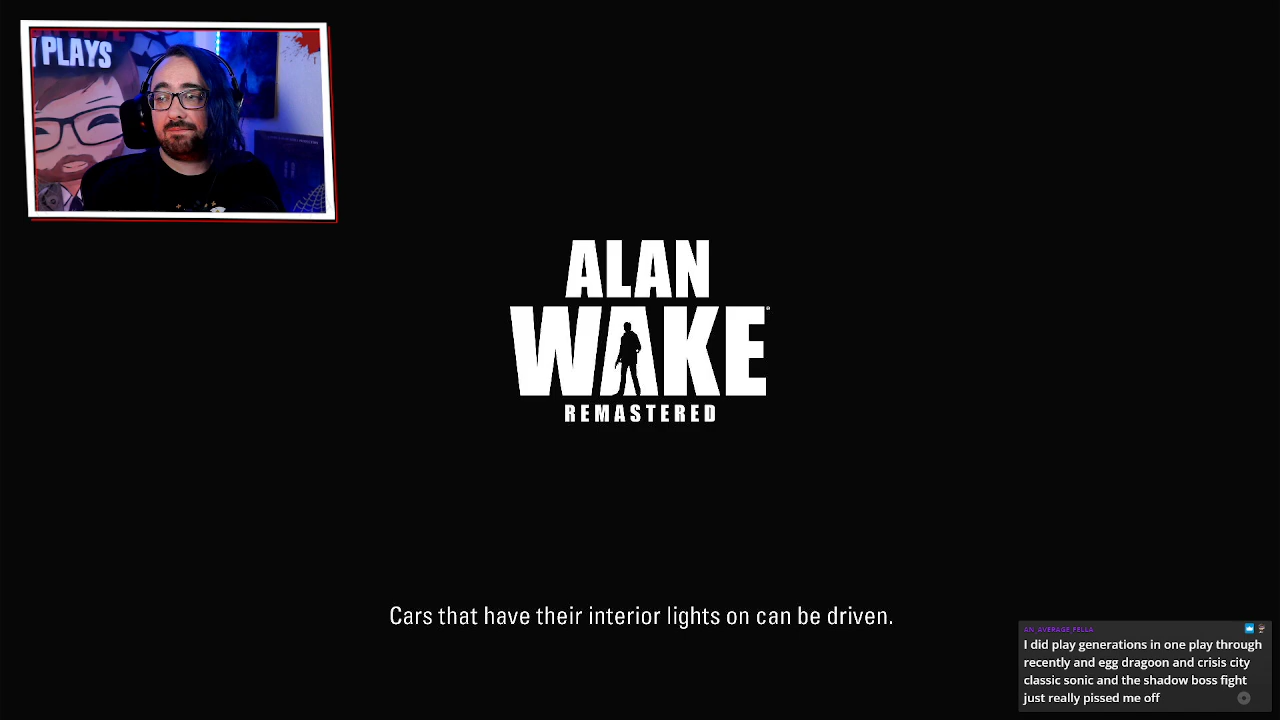 PLAYS
ALAN
WAKE
REMASTERED
Cars that have their interior lights on can be driven.
AN_AVERAGE_FELLA
I did play generations in one play through
recently and egg dragoon and crisis city
classic sonic and the shadow boss fight
just really pissed me off